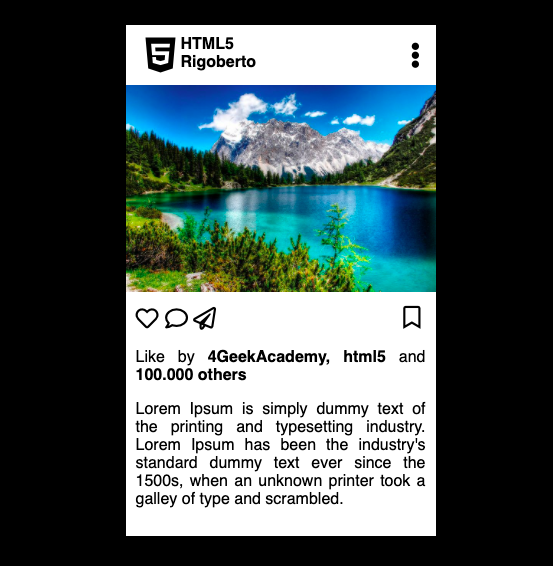 HTML5
Rigoberto
Like by 4GeekAcademy, html5 and
100.000 others
Lorem Ipsum is simply dummy text of
the printing and typesetting industry.
Lorem Ipsum has been the industry's
standard dummy text ever since the
1500s, when an unknown printer took a
galley of type and scrambled.